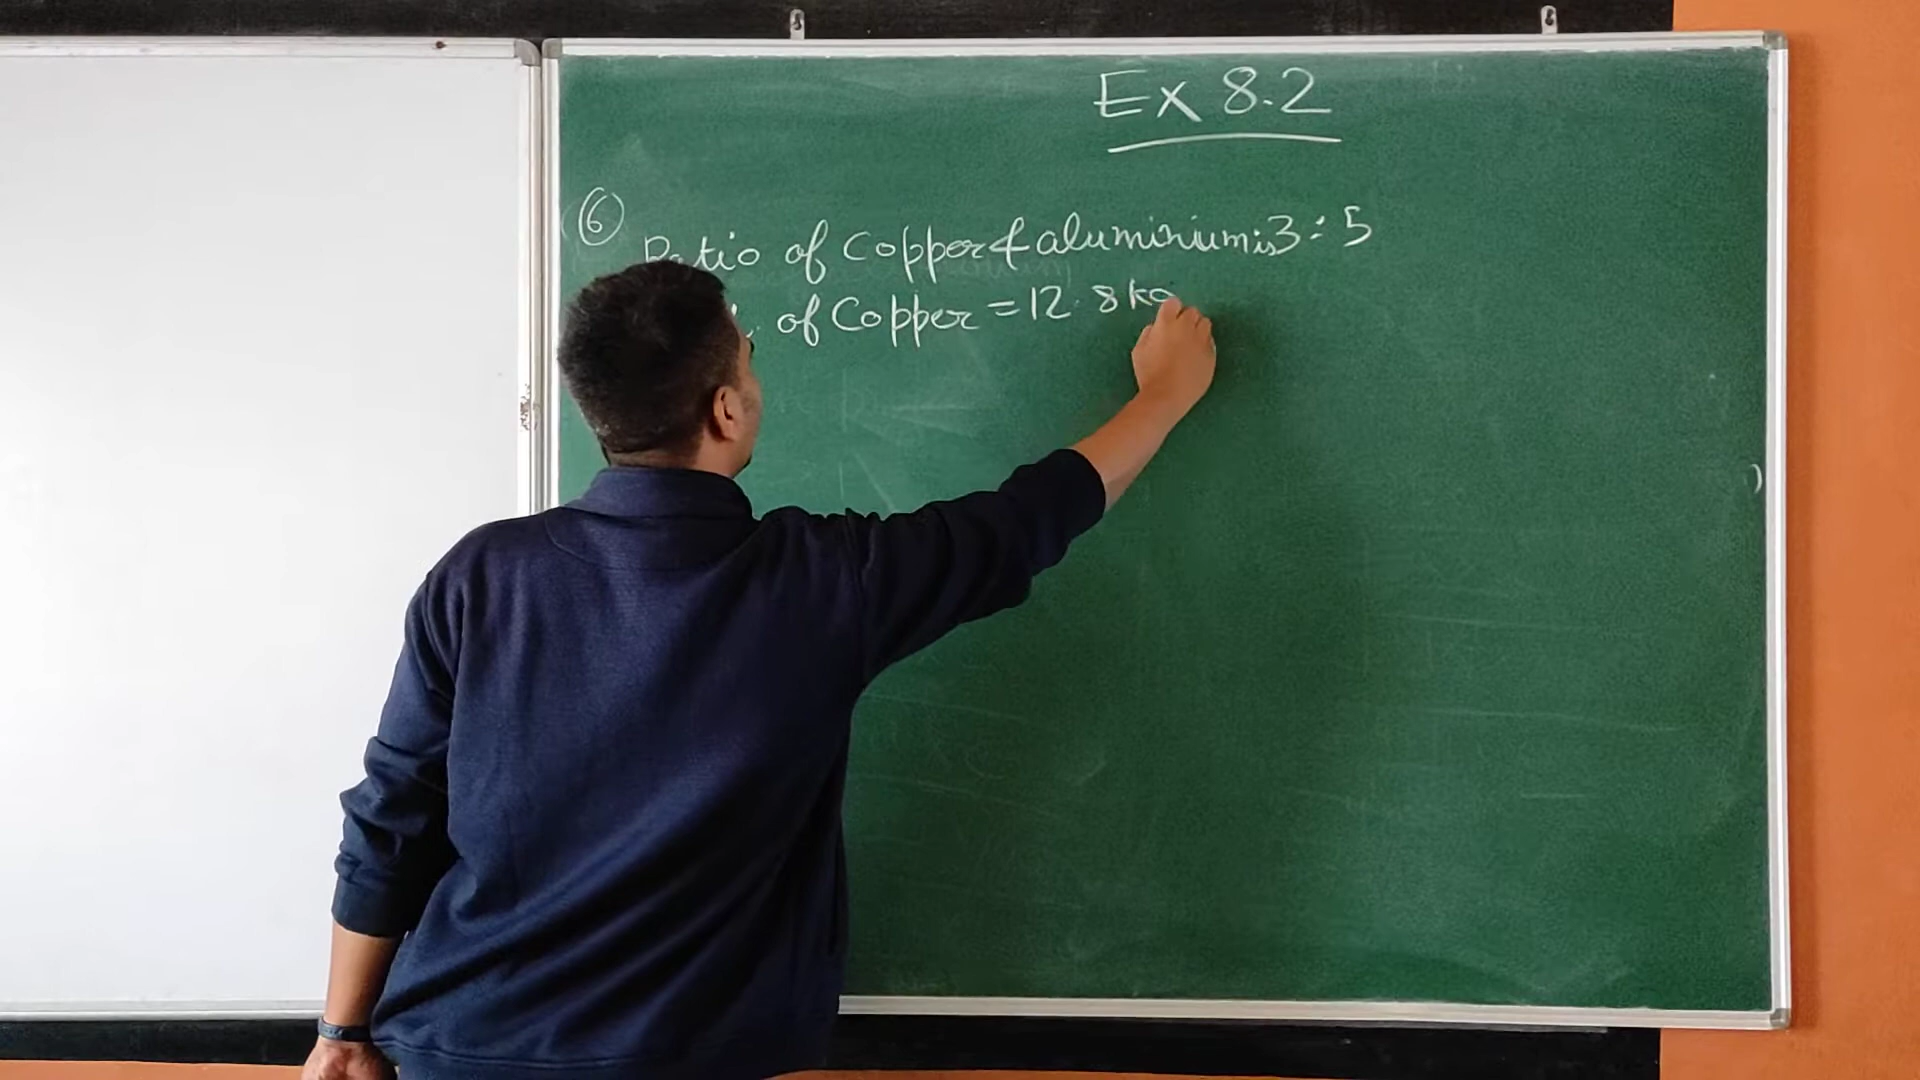 Ex 8.2
6
Ratio of Copper & aluminium is 3:5
of Copper = 12.8 kg